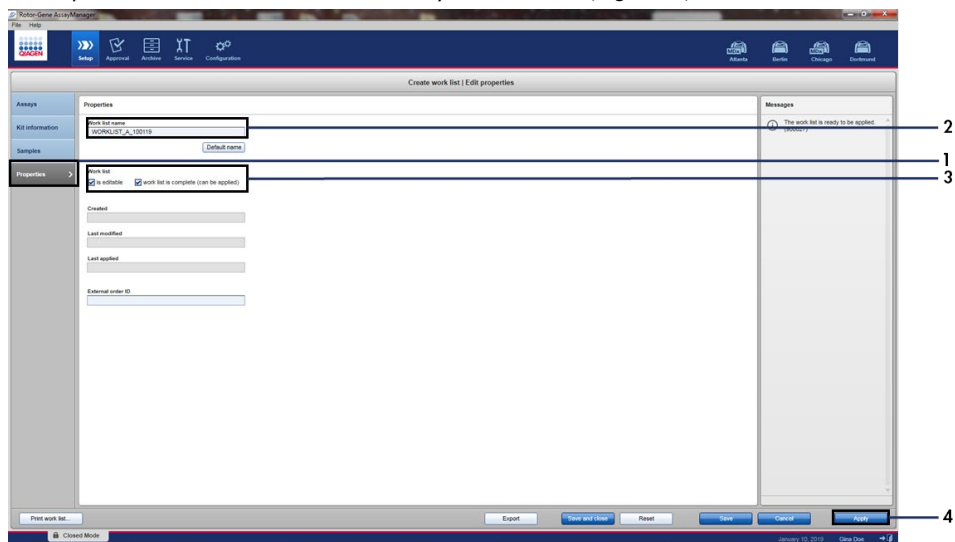 Rotor-Gene AssayManager
File Help
QIAGEN
Setup Approval Archive Service Configuration
Atlanta Berlin Chicago Dortmund
Create work list | Edit properties
Assays
Kit information
Samples
Properties
Properties
Work list name
WORKLIST_A_100119
Default name
Work list
is editable work list is complete (can be applied)
Created
Last modified
Last applied
External order ID
Messages
The work list is ready to be applied.
2
1
3
4
Print work list...
Export Save and close Reset Save Cancel Apply
Closed Mode
January 10, 2019 Gina Doe